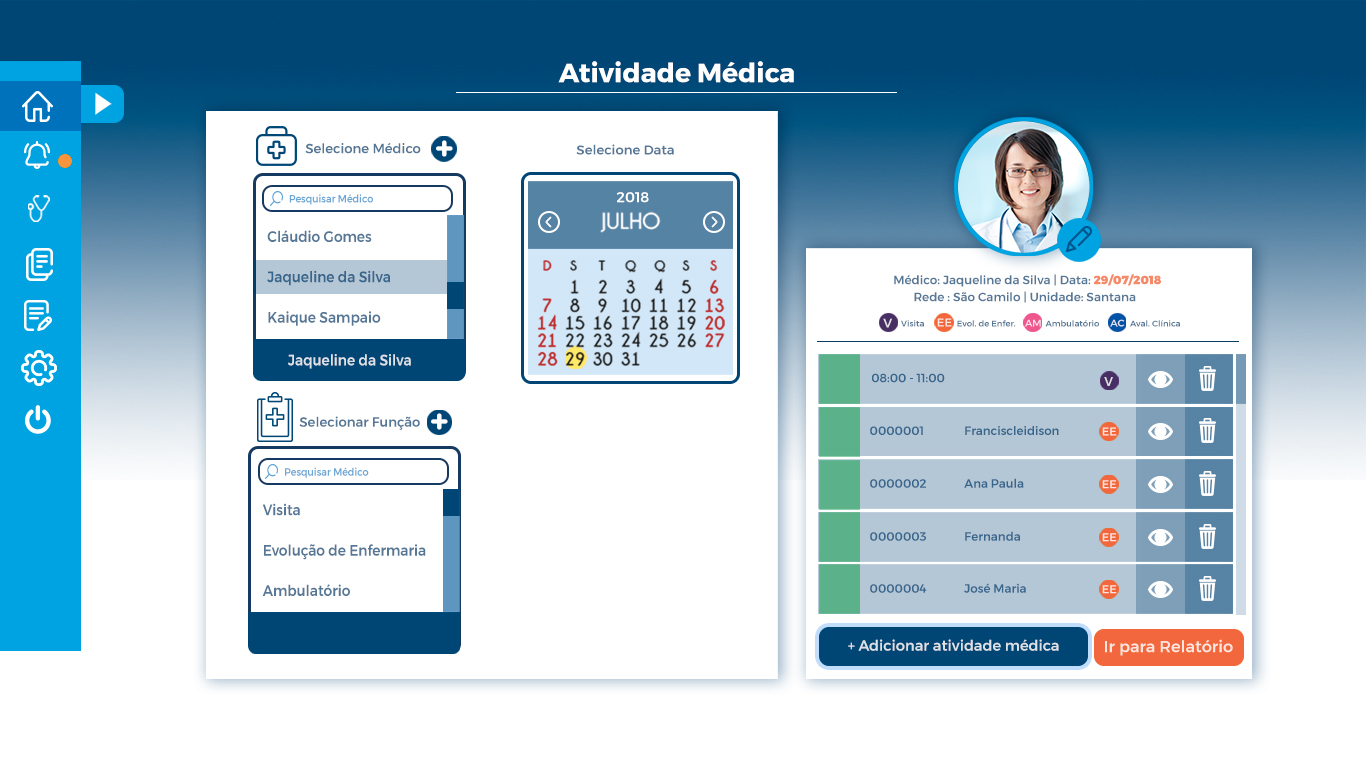 Atividade Médica
Selecione Médico
Pesquisar Médico
Cláudio Gomes
Jaqueline da Silva
Kaique Sampaio
Jaqueline da Silva
Selecionar Função
Pesquisar Médico
Visita
Evolução de Enfermaria
Ambulatório
Selecione Data
2018
JULHO
D S T Q Q S S
1 2 3 4 5 6
7 8 9 10 11 12 13
14 15 16 17 18 19 20
21 22 23 24 25 26 27
28 29 30 31
Médico: Jaqueline da Silva | Data: 29/07/2018
Rede : São Camilo | Unidade: Santana
V Visita EE Evol. de Enfer. AM Ambulatório AC Aval. Clínica
08:00 - 11:00 V
0000001 Franciscleidison EE
0000002 Ana Paula EE
0000003 Fernanda EE
0000004 José Maria EE
+ Adicionar atividade médica
Ir para Relatório